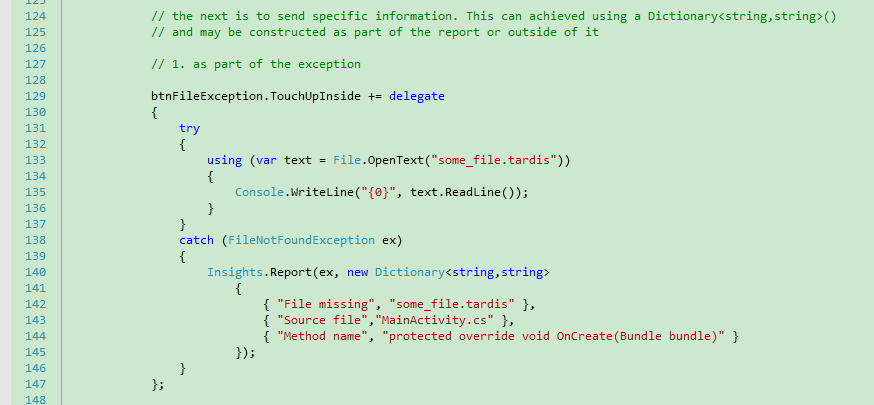 123
124 // the next is to send specific information. This can achieved using a Dictionary<string,string>()
125 // and may be constructed as part of the report or outside of it
126
127 // 1. as part of the exception
128
129 btnFileException.TouchUpInside += delegate
130 {
131 try
132 {
133 using (var text = File.OpenText("some_file.tardis"))
134 {
135 Console.WriteLine("{0}", text.ReadLine());
136 }
137 }
138 catch (FileNotFoundException ex)
139 {
140 Insights.Report(ex, new Dictionary<string,string>
141 {
142 { "File missing", "some_file.tardis" },
143 { "Source file","MainActivity.cs" },
144 { "Method name", "protected override void OnCreate(Bundle bundle)" }
145 });
146 }
147 };
148